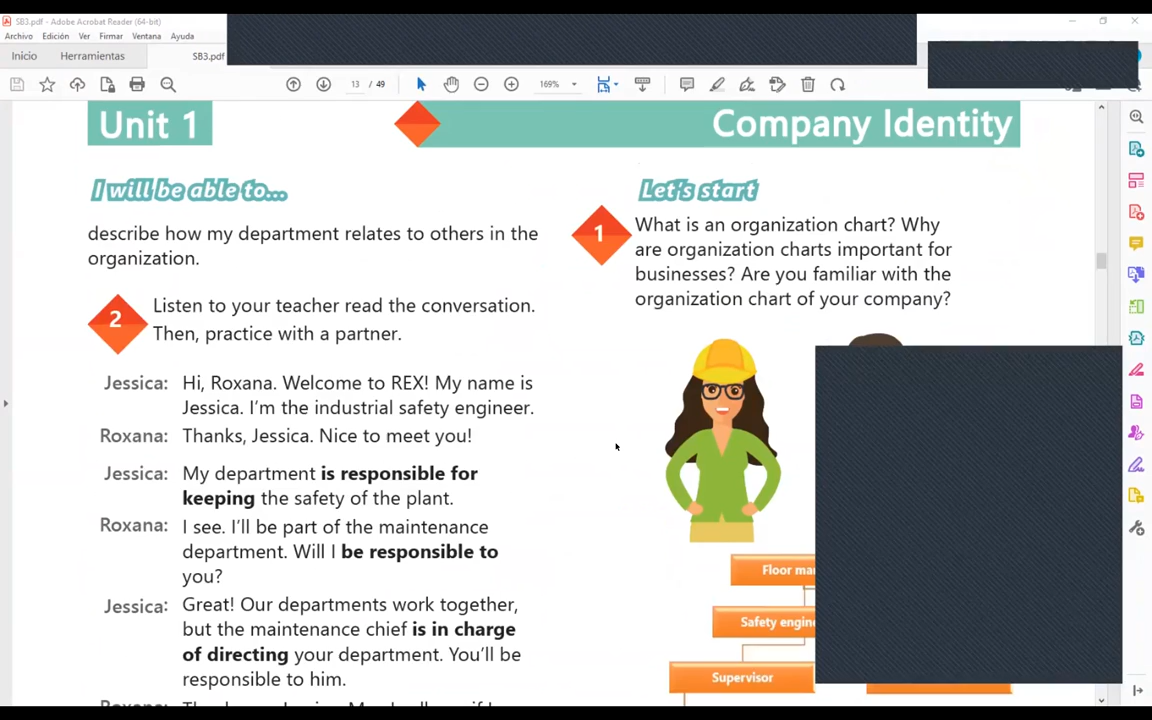 SB3.pdf - Adobe Acrobat Reader (64-bit)
Archivo Edición Ver Firmar Ventana Ayuda
Inicio Herramientas SB3.pdf
13 / 49 169%
Unit 1
Company Identity
I will be able to...
describe how my department relates to others in the
organization.
Let's start
1
What is an organization chart? Why
are organization charts important for
businesses? Are you familiar with the
organization chart of your company?
2
Listen to your teacher read the conversation.
Then, practice with a partner.
Jessica: Hi, Roxana. Welcome to REX! My name is
Jessica. I'm the industrial safety engineer.
Roxana: Thanks, Jessica. Nice to meet you!
Jessica: My department is responsible for
keeping the safety of the plant.
Roxana: I see. I'll be part of the maintenance
department. Will I be responsible to
you?
Jessica: Great! Our departments work together,
but the maintenance chief is in charge
of directing your department. You'll be
responsible to him.
Floor
Safety
Supervisor